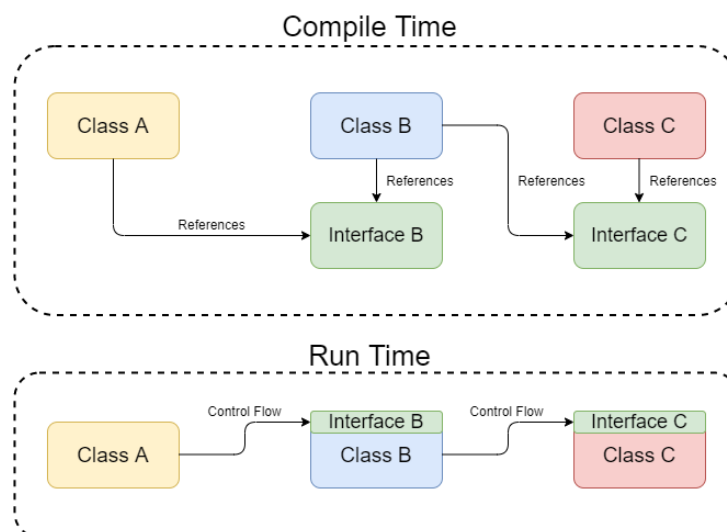 Compile Time
Class A
Class B
Class C
References
References
References
References
Interface B
Interface C
Run Time
Control Flow
Control Flow
Interface B
Interface C
Class A
Class B
Class C